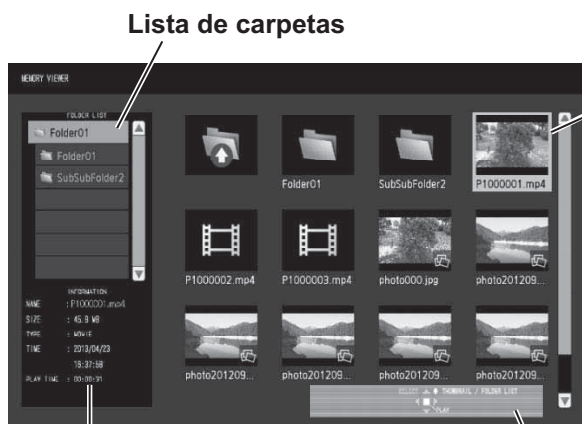 Lista de carpetas
MEMORY VIEWER
FOLDER LIST
Folder01
Folder01
SubSubFolder2
INFORMATION
NAME : P1000001.mp4
SIZE : 45.9 MB
TYPE : MOVIE
TIME : 2013/04/23
16:37:58
PLAY TIME : 00:00:31
Folder01 SubSubFolder2 P1000001.mp4
P1000002.mp4 P1000003.mp4 photo000.jpg photo201209...
photo201209... photo201209... photo201209... photo201209...
SELECT THUMBNAIL / FOLDER LIST
PLAY